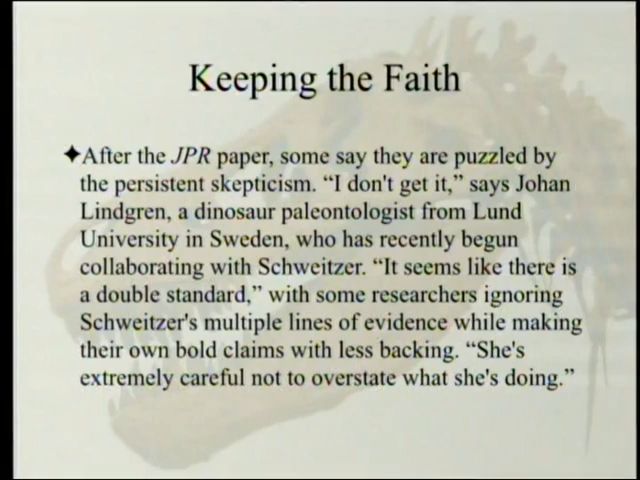 Keeping the Faith
✦After the JPR paper, some say they are puzzled by
the persistent skepticism. “I don't get it,” says Johan
Lindgren, a dinosaur paleontologist from Lund
University in Sweden, who has recently begun
collaborating with Schweitzer. “It seems like there is
a double standard,” with some researchers ignoring
Schweitzer's multiple lines of evidence while making
their own bold claims with less backing. “She's
extremely careful not to overstate what she's doing.”